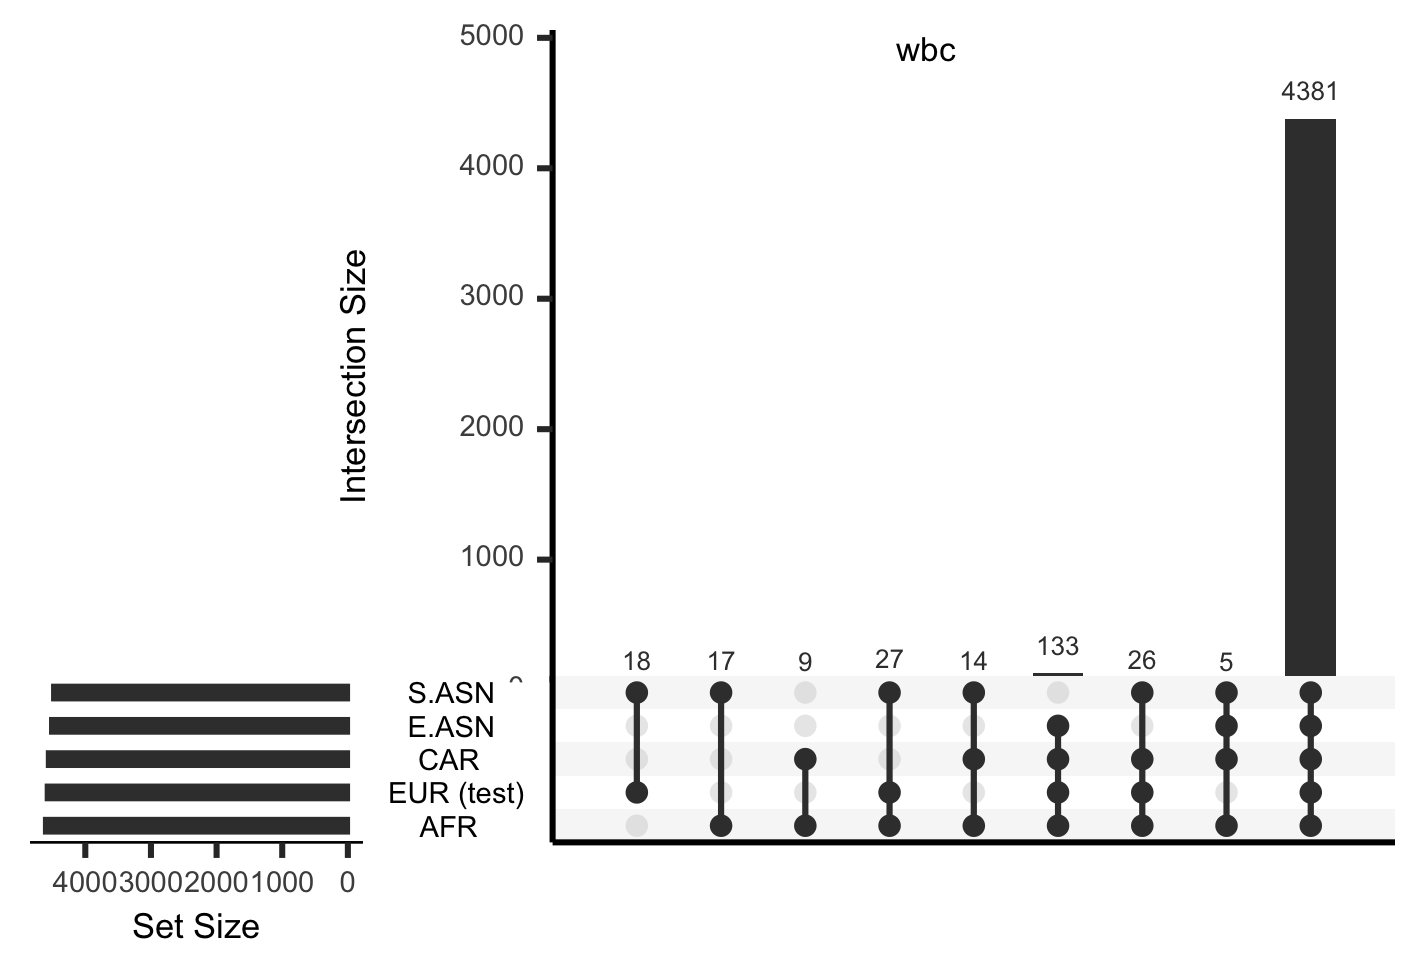 wbc
5000
4000
3000
2000
1000
Intersection Size
4381
18 17 9 27 14 133 26 5
S.ASN
E.ASN
CAR
EUR (test)
AFR
4000 3000 2000 1000 0
Set Size